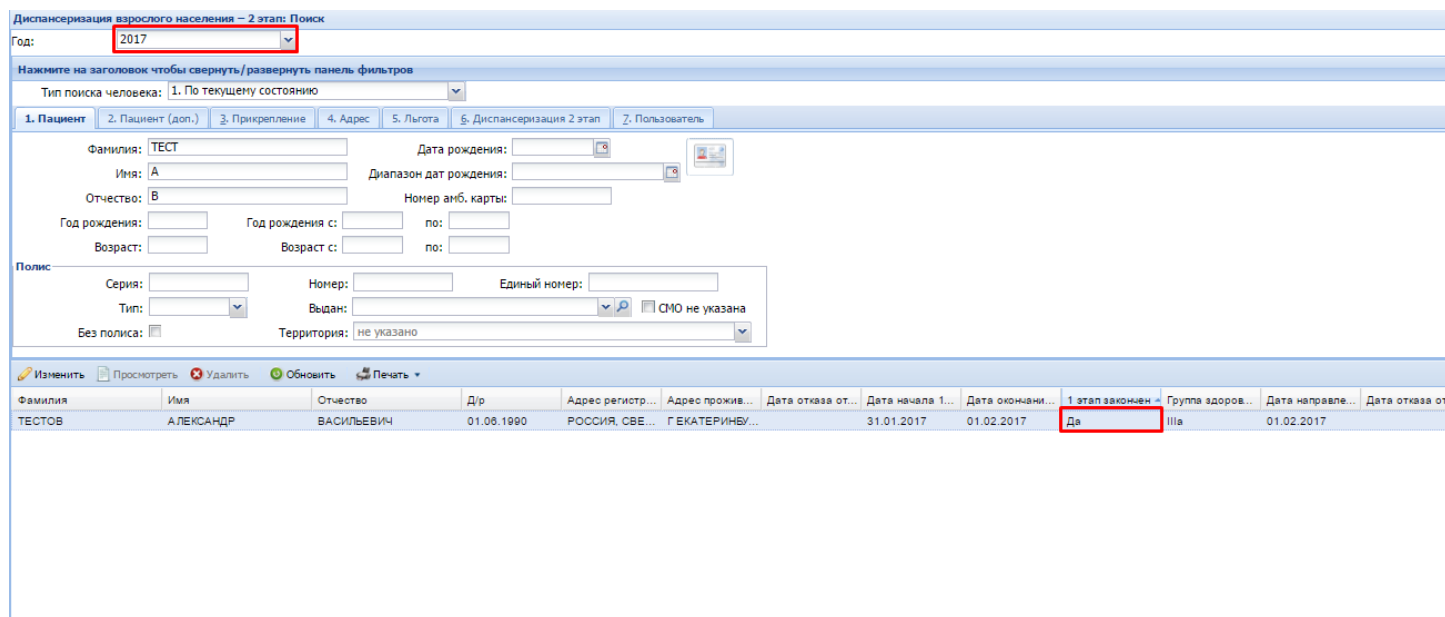 Диспансеризация взрослого населения – 2 этап: Поиск
Год: 2017
Нажмите на заголовок чтобы свернуть/развернуть панель фильтров
Тип поиска человека: 1. По текущему состоянию
1. Пациент 2. Пациент (доп.) 3. Прикрепление 4. Адрес 5. Льгота 6. Диспансеризация 2 этап 7. Пользователь
Фамилия: ТЕСТ Дата рождения:
Имя: А Диапазон дат рождения:
Отчество: В Номер амб. карты:
Год рождения: Год рождения с: по:
Возраст: Возраст с: по:
Полис
Серия: Номер: Единый номер:
Тип: Выдан: СМО не указана
Без полиса: Территория: не указано
Изменить Просмотреть Удалить Обновить Печать
Фамилия Имя Отчество Д/р Адрес регистр... Адрес прожив... Дата отказа от... Дата начала 1... Дата окончани... 1 этап закончен Группа здоров... Дата направле... Дата отказа от
ТЕСТОВ АЛЕКСАНДР ВАСИЛЬЕВИЧ 01.06.1990 РОССИЯ, СВЕ... Г ЕКАТЕРИНБУ... 31.01.2017 01.02.2017 Да IIIа 01.02.2017